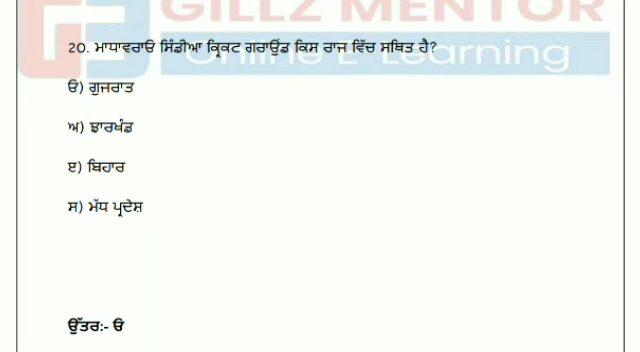 GILLZ MENTOR
Online E-Learning
20. ਮਾਧਾਵਰਾਓ ਸਿੰਡੀਆ ਕ੍ਰਿਕਟ ਗਰਾਉਂਡ ਕਿਸ ਰਾਜ ਵਿੱਚ ਸਥਿਤ ਹੈ?
ੳ) ਗੁਜਰਾਤ
ਅ) ਝਾਰਖੰਡ
ੲ) ਬਿਹਾਰ
ਸ) ਮੱਧ ਪ੍ਰਦੇਸ਼
ਉੱਤਰ:- ੳ